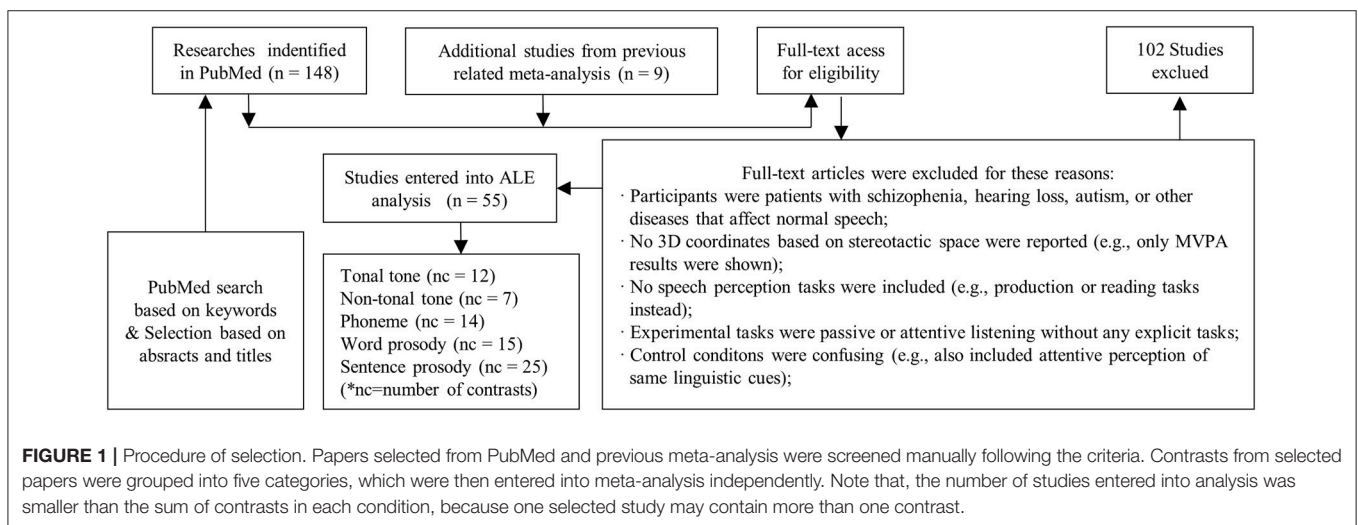 Researches indentified
in PubMed (n = 148)
Additional studies from previous
related meta-analysis (n = 9)
Full-text acess
for eligibility
102 Studies
exclued
Studies entered into ALE
analysis (n = 55)
Full-text articles were excluded for these reasons:
· Participants were patients with schizophenia, hearing loss, autism, or other
diseases that affect normal speech;
· No 3D coordinates based on stereotactic space were reported (e.g., only MVPA
results were shown);
· No speech perception tasks were included (e.g., production or reading tasks
instead);
· Experimental tasks were passive or attentive listening without any explicit tasks;
· Control conditons were confusing (e.g., also included attentive perception of
same linguistic cues);
PubMed search
based on keywords
& Selection based on
absracts and titles
Tonal tone (nc = 12)
Non-tonal tone (nc = 7)
Phoneme (nc = 14)
Word prosody (nc = 15)
Sentence prosody (nc = 25)
(*nc=number of contrasts)
FIGURE 1 | Procedure of selection. Papers selected from PubMed and previous meta-analysis were screened manually following the criteria. Contrasts from selected
papers were grouped into five categories, which were then entered into meta-analysis independently. Note that, the number of studies entered into analysis was
smaller than the sum of contrasts in each condition, because one selected study may contain more than one contrast.